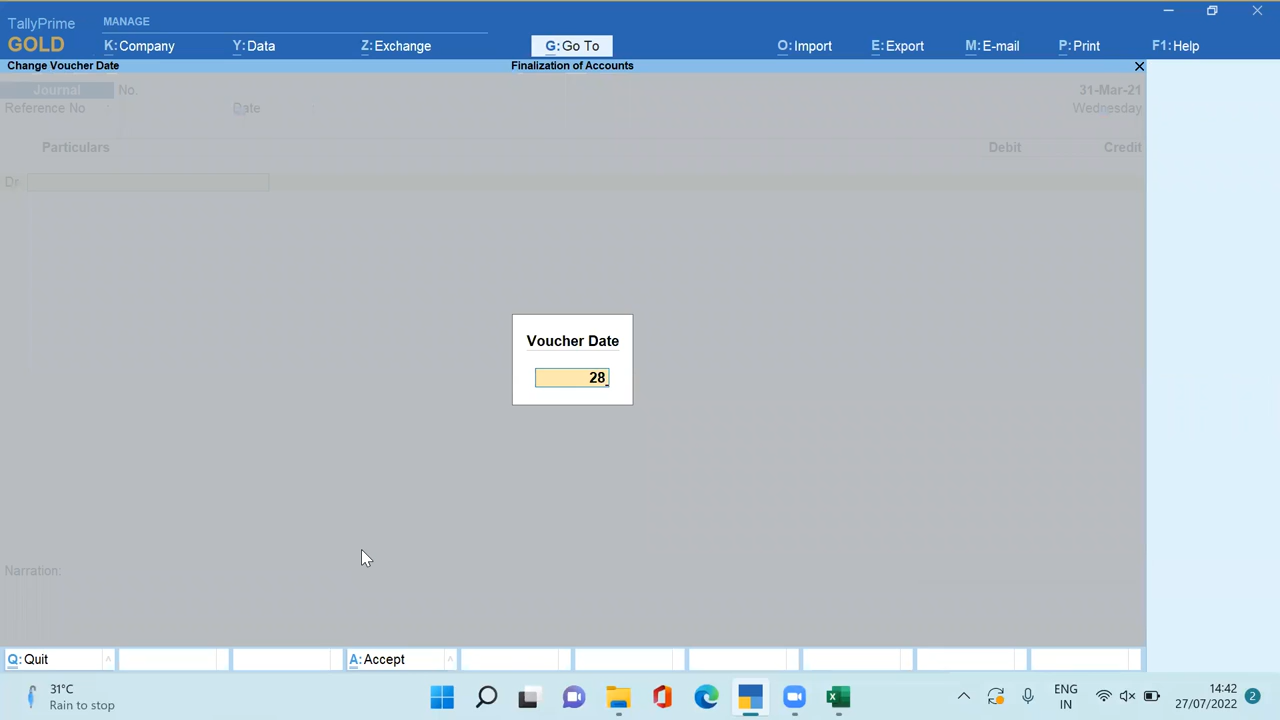 TallyPrime MANAGE
GOLD K:Company Y:Data Z:Exchange G:Go To O:Import E:Export M:E-mail P:Print F1:Help
Change Voucher Date Finalization of Accounts
Journal No. 31-Mar-21
Reference No : Date : Wednesday
Particulars Debit Credit
Dr
Voucher Date
28
Narration:
Q:Quit A:Accept
31°C ENG 14:42
Rain to stop IN 27/07/2022 2